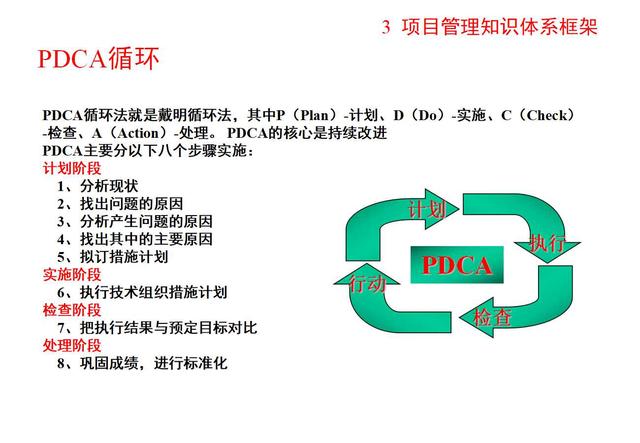 3 项目管理知识体系框架
PDCA循环
PDCA循环法就是戴明循环法，其中P（Plan）-计划、D（Do）-实施、C（Check）
-检查、A（Action）-处理。 PDCA的核心是持续改进
PDCA主要分以下八个步骤实施：
计划阶段
1、分析现状
2、找出问题的原因
3、分析产生问题的原因
4、找出其中的主要原因
5、拟订措施计划
实施阶段
6、执行技术组织措施计划
检查阶段
7、把执行结果与预定目标对比
处理阶段
8、巩固成绩，进行标准化
计划
执行
PDCA
行动
检查